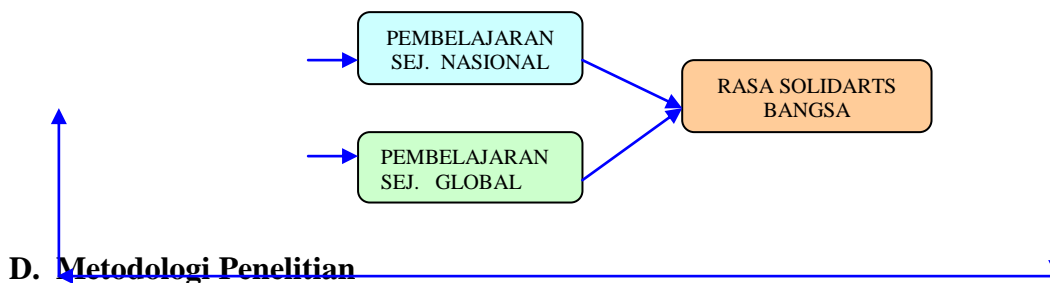 PEMBELAJARAN
SEJ. NASIONAL
RASA SOLIDARTS
BANGSA
PEMBELAJARAN
SEJ. GLOBAL
D. Metodologi Penelitian